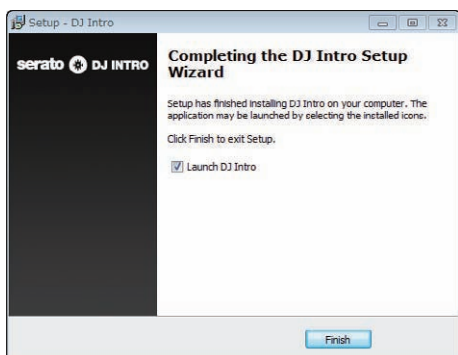 Setup - DJ Intro
serato DJ INTRO
Completing the DJ Intro Setup
Wizard
Setup has finished installing DJ Intro on your computer. The
application may be launched by selecting the installed icons.
Click Finish to exit Setup.
Launch DJ Intro
Finish